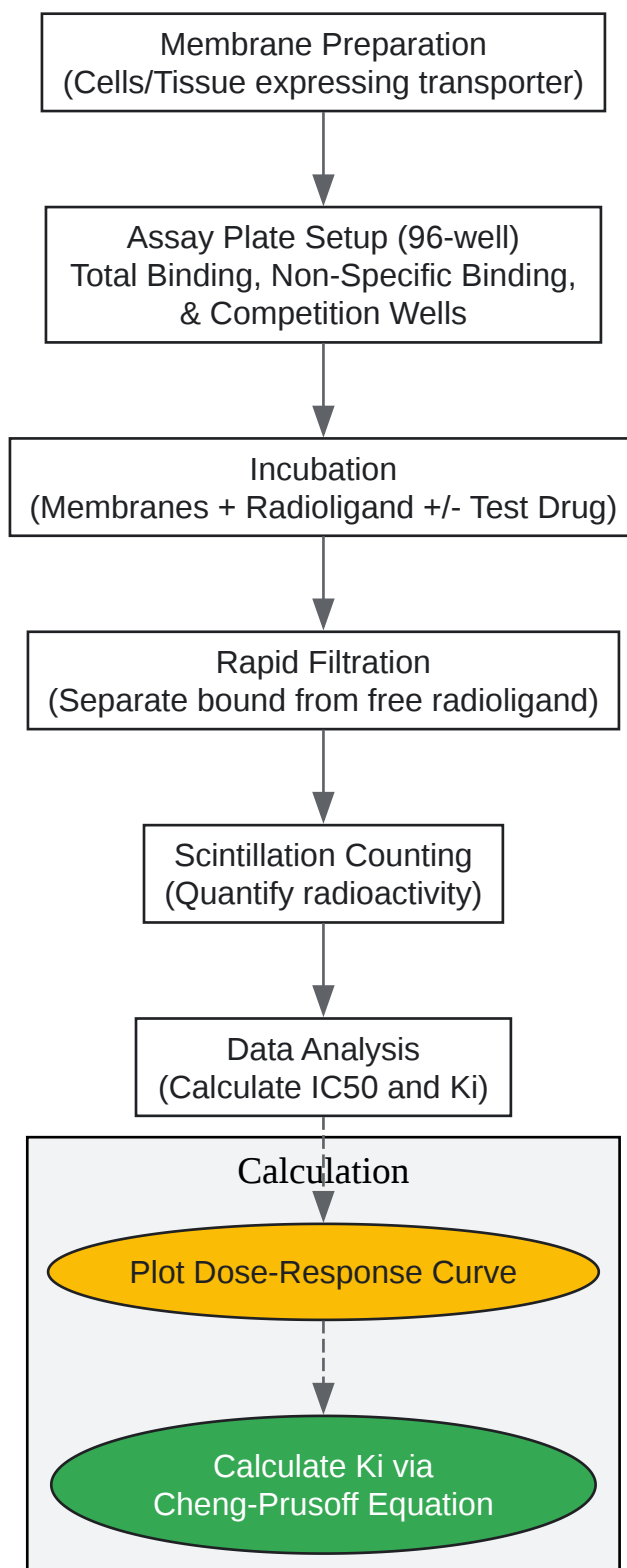 Membrane Preparation
(Cells/Tissue expressing transporter)
Assay Plate Setup (96-well)
Total Binding, Non-Specific Binding,
& Competition Wells
Incubation
(Membranes + Radioligand +/- Test Drug)
Rapid Filtration
(Separate bound from free radioligand)
Scintillation Counting
(Quantify radioactivity)
Data Analysis
(Calculate IC50 and Ki)
Calculation
Plot Dose-Response Curve
Calculate Ki via
Cheng-Prusoff Equation